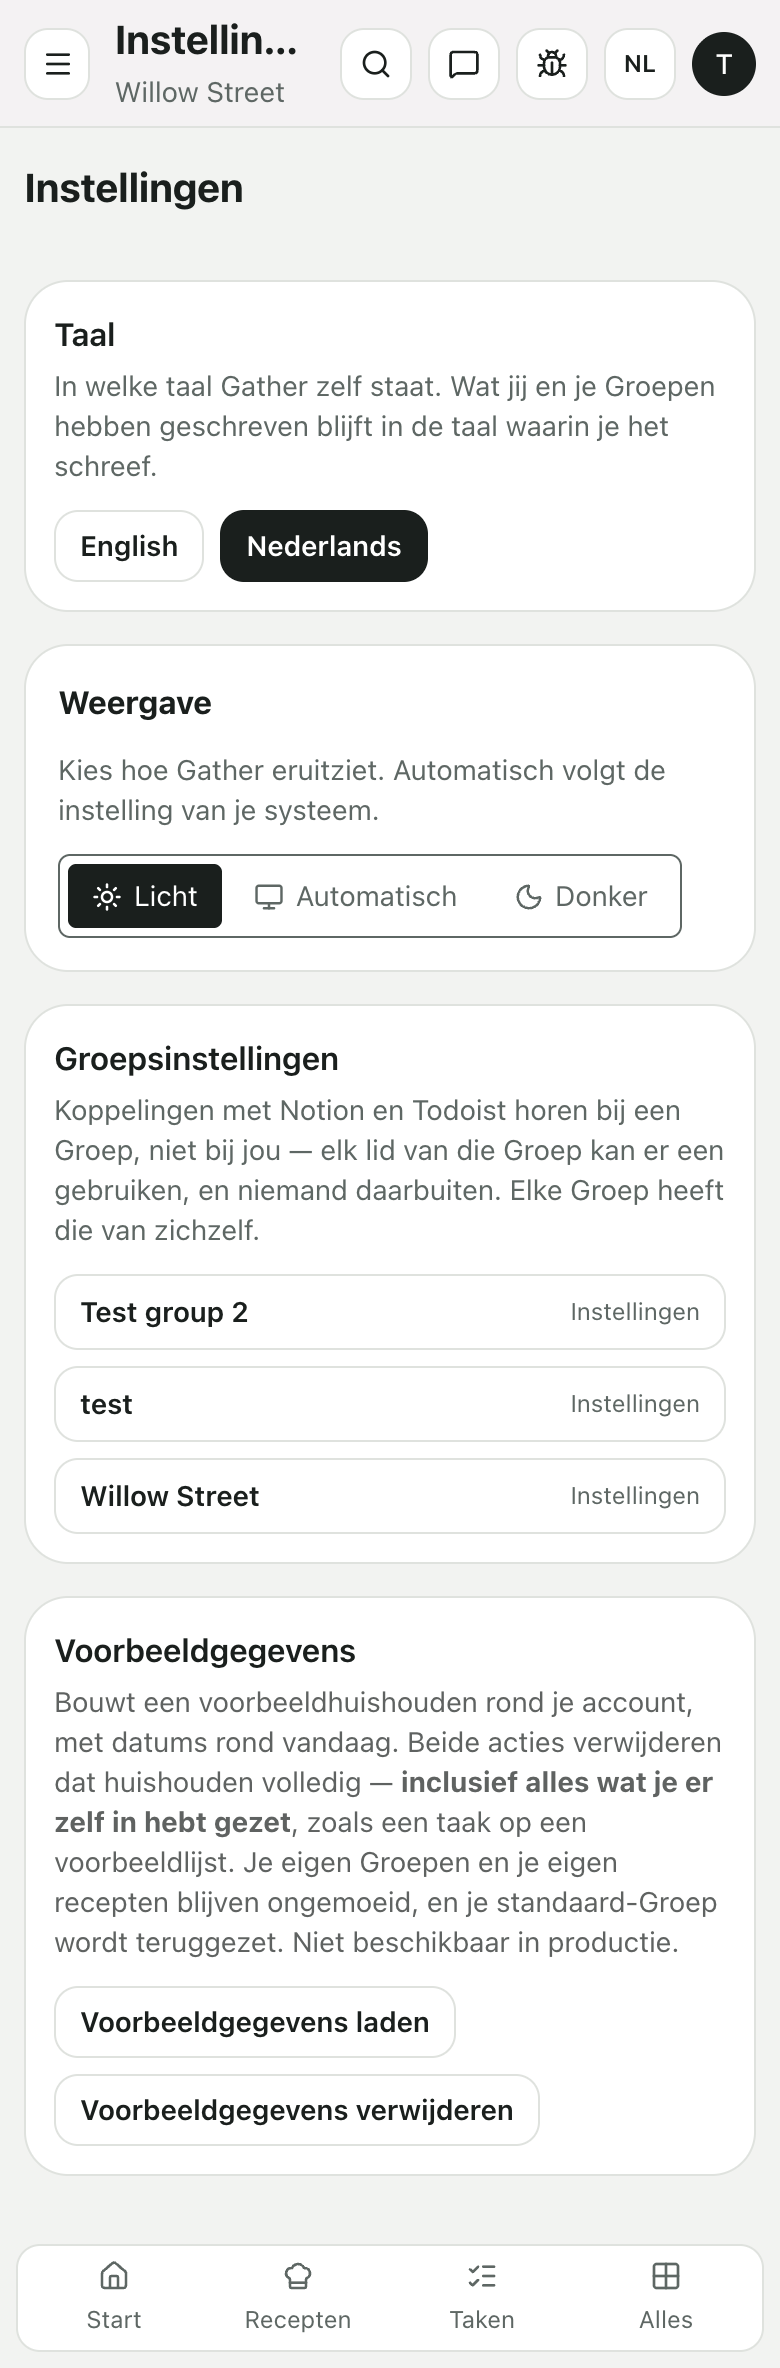 Instellin...
Willow Street
NL
T
Instellingen
Taal
In welke taal Gather zelf staat. Wat jij en je Groepen
hebben geschreven blijft in de taal waarin je het
schreef.
English
Nederlands
Weergave
Kies hoe Gather eruitziet. Automatisch volgt de
instelling van je systeem.
Licht
Automatisch
Donker
Groepsinstellingen
Koppelingen met Notion en Todoist horen bij een
Groep, niet bij jou — elk lid van die Groep kan er een
gebruiken, en niemand daarbuiten. Elke Groep heeft
die van zichzelf.
Test group 2 Instellingen
test Instellingen
Willow Street Instellingen
Voorbeeldgegevens
Bouwt een voorbeeldhuishouden rond je account,
met datums rond vandaag. Beide acties verwijderen
dat huishouden volledig — inclusief alles wat je er
zelf in hebt gezet, zoals een taak op een
voorbeeldlijst. Je eigen Groepen en je eigen
recepten blijven ongemoeid, en je standaard-Groep
wordt teruggezet. Niet beschikbaar in productie.
Voorbeeldgegevens laden
Voorbeeldgegevens verwijderen
Start
Recepten
Taken
Alles